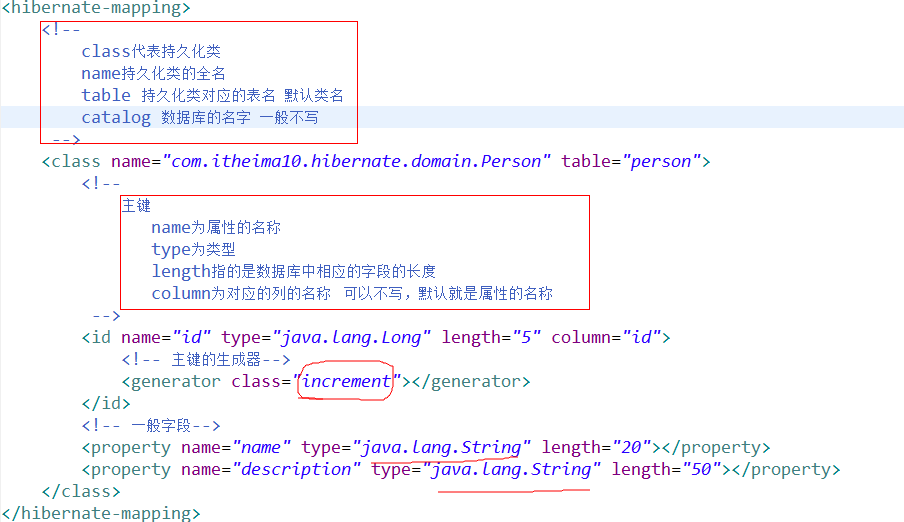 <hibernate-mapping>
<!--
class代表持久化类
name持久化类的全名
table 持久化类对应的表名 默认类名
catalog 数据库的名字 一般不写
-->
<class name="com.itheima10.hibernate.domain.Person" table="person">
<!--
主键
name为属性的名称
type为类型
length指的是数据库中相应的字段的长度
column为对应的列的名称 可以不写，默认就是属性的名称
-->
<id name="id" type="java.lang.Long" length="5" column="id">
<!-- 主键的生成器-->
<generator class="increment"></generator>
</id>
<!-- 一般字段-->
<property name="name" type="java.lang.String" length="20"></property>
<property name="description" type="java.lang.String" length="50"></property>
</class>
</hibernate-mapping>